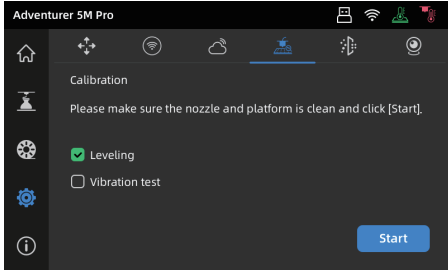 Adventurer 5M Pro
Calibration
Please make sure the nozzle and platform is clean and click [Start].
Leveling
Vibration test
Start